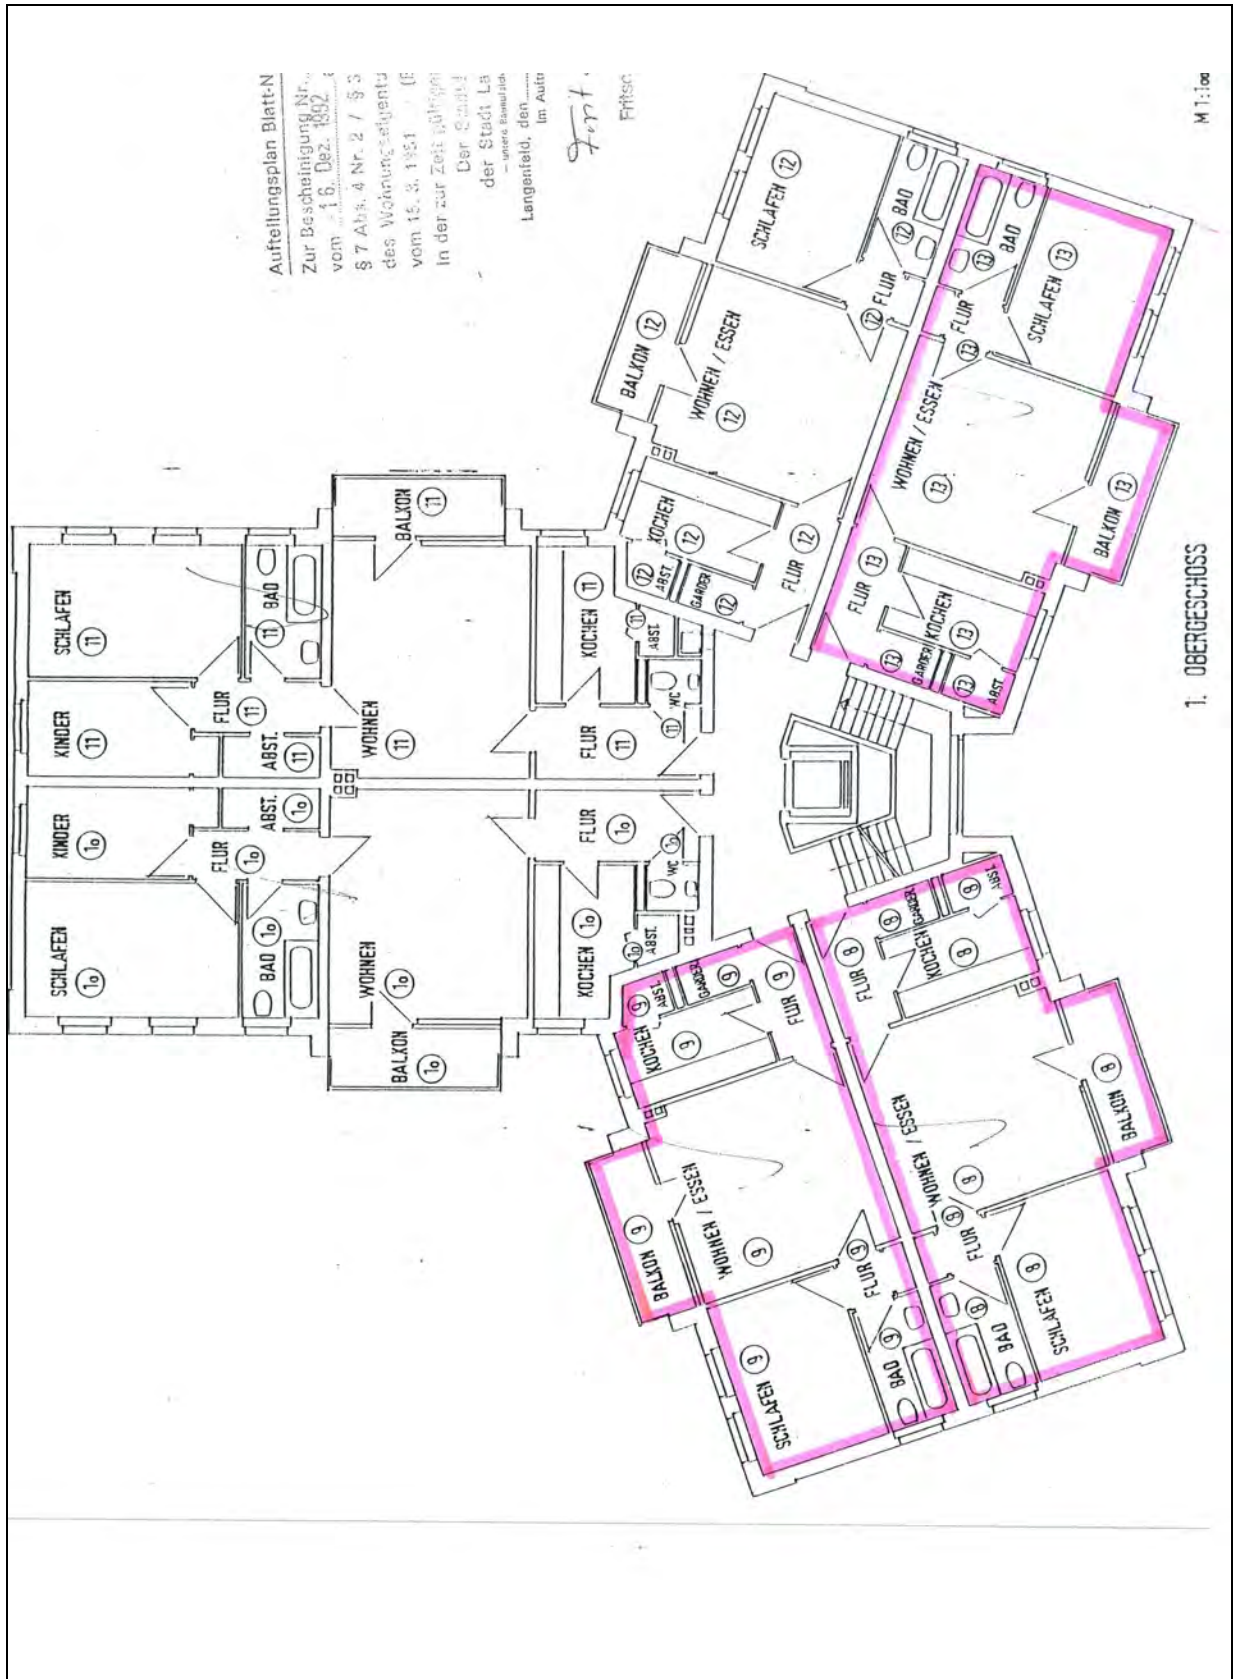 Aufteilungsplan Blatt-N
Zur Bescheinigung Nr.
vom 16. Dez. 1992
§ 7 Abs. 4 Nr. 2 / § 3
des Wohnungseigentu
vom 15. 3. 1951 (B
in der zur Zeit gültigen
Der Stadtd
der Stadt La
Langenfeld, den
Im Auftr
Fritsc
M 1:100
1. OBERGESCHOSS
SCHLAFEN 11
KINDER 11
FLUR 11
ABST. 11
BAD 11
WOHNEN 11
BALKON 11
KOCHEN 11
ABST. 11
FLUR 11
WC 11
KINDER 10
SCHLAFEN 10
FLUR 10
ABST. 10
BAD 10
WOHNEN 10
BALKON 10
KOCHEN 10
ABST. 10
FLUR 10
WC 10
SCHLAFEN 12
BAD 12
FLUR 12
BALKON 12
WOHNEN / ESSEN 12
KOCHEN 12
ABST. 12
GARDER 12
FLUR 12
BAD 13
SCHLAFEN 13
FLUR 13
WOHNEN / ESSEN 13
BALKON 13
FLUR 13
KOCHEN 13
GARDER 13
ABST. 13
KOCHEN 9
ABST. 9
GARDER 9
FLUR 9
WOHNEN / ESSEN 9
BALKON 9
FLUR 9
BAD 9
SCHLAFEN 9
ABST. 8
GARDER 8
KOCHEN 8
FLUR 8
WOHNEN / ESSEN 8
BALKON 8
FLUR 8
BAD 8
SCHLAFEN 8